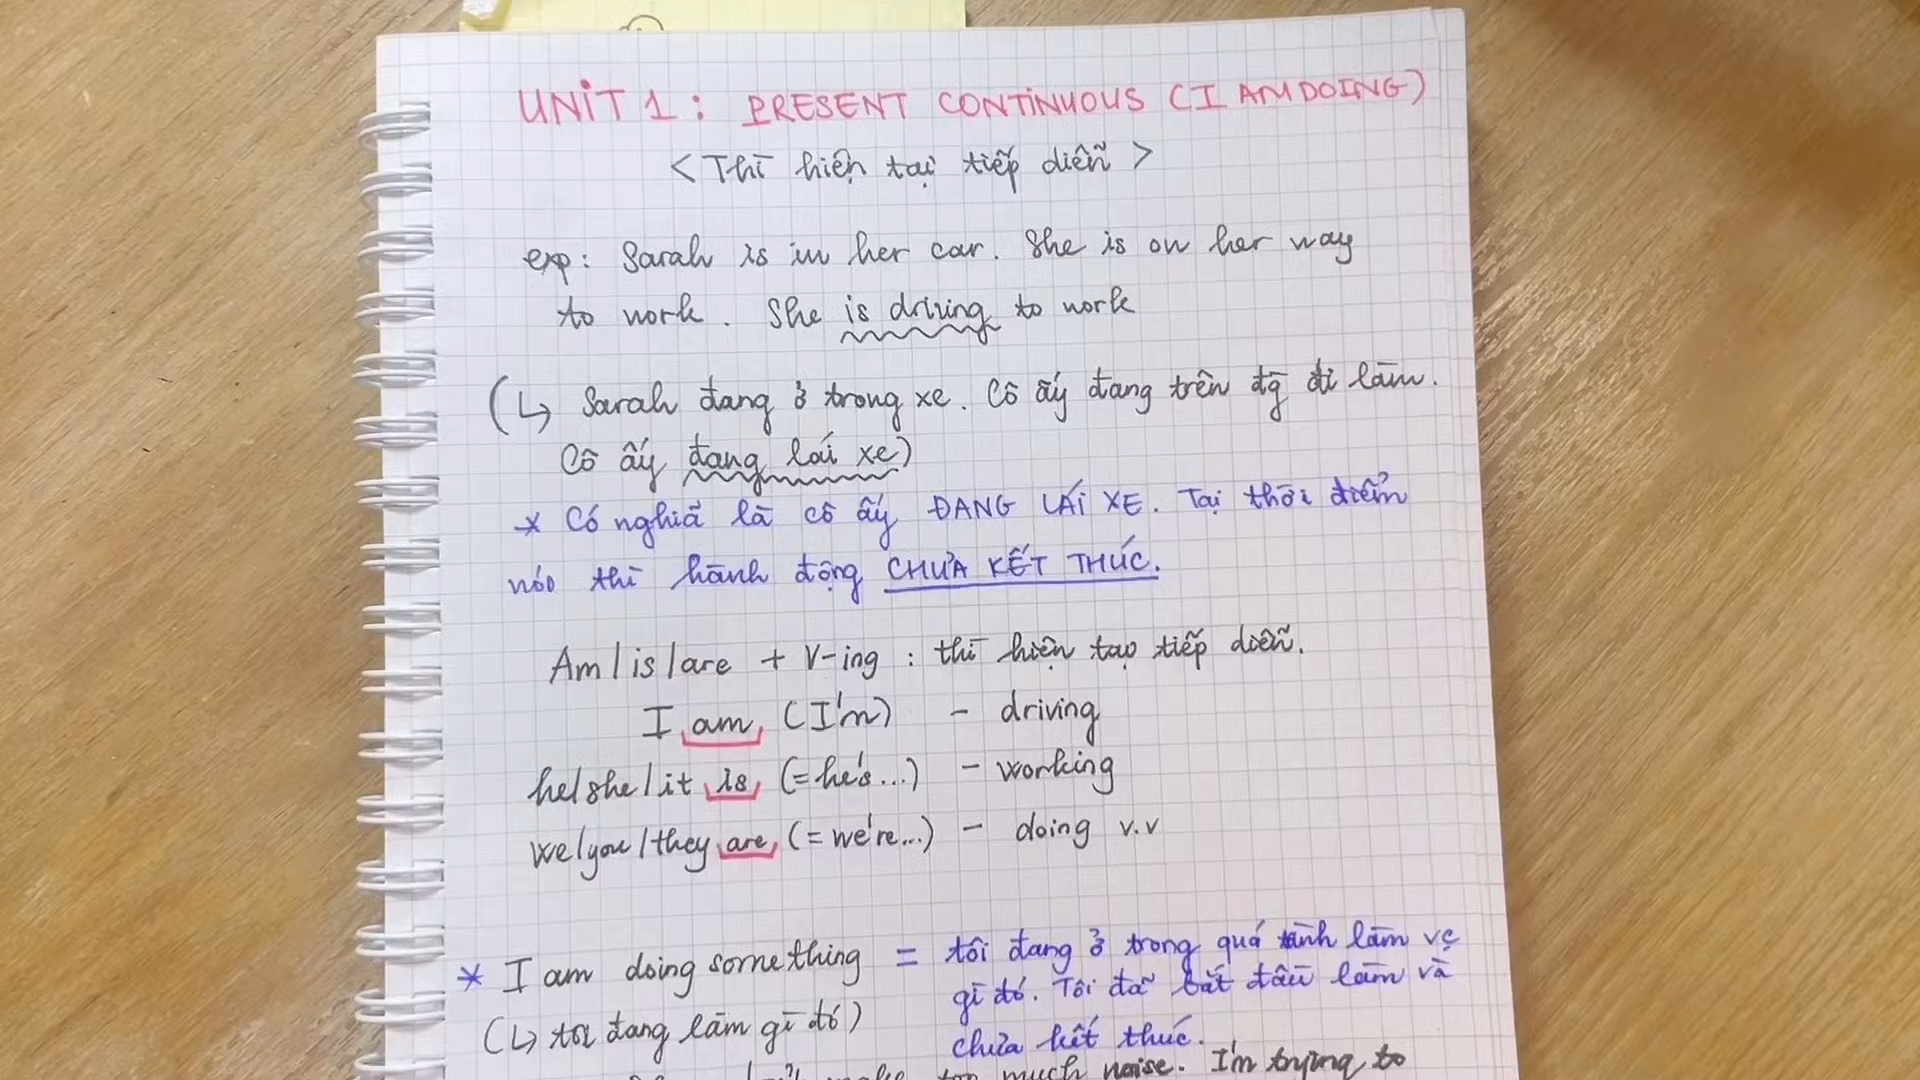 UNIT 1: PRESENT CONTINUOUS (I AM DOING)
<Thì hiện tại tiếp diễn>
exp: Sarah is in her car. She is on her way
to work. She is driving to work
(↳ Sarah đang ở trong xe. Cô ấy đang trên đg đi làm.
Cô ấy đang lái xe)
* Có nghĩa là cô ấy ĐANG LÁI XE. Tại thời điểm
nói thì hành động CHƯA KẾT THÚC.
Am/is/are + V-ing : thì hiện tại tiếp diễn.
I am (I'm) - driving
he/she/it is (=he's...) - working
we/you/they are (=we're...) - doing v.v
* I am doing something = tôi đang ở trong quá trình làm vc
gì đó. Tôi đã bắt đầu làm và
(↳ tôi đang làm gì đó)
chưa kết thúc.
too much noise. I'm trying to